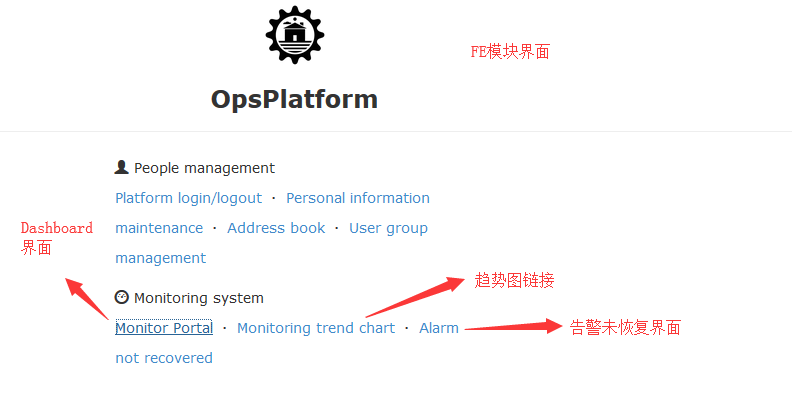 FE模块界面
OpsPlatform
People management
Platform login/logout · Personal information
maintenance · Address book · User group
management
Dashboard
界面
Monitoring system
趋势图链接
Monitor Portal · Monitoring trend chart · Alarm
not recovered
告警未恢复界面